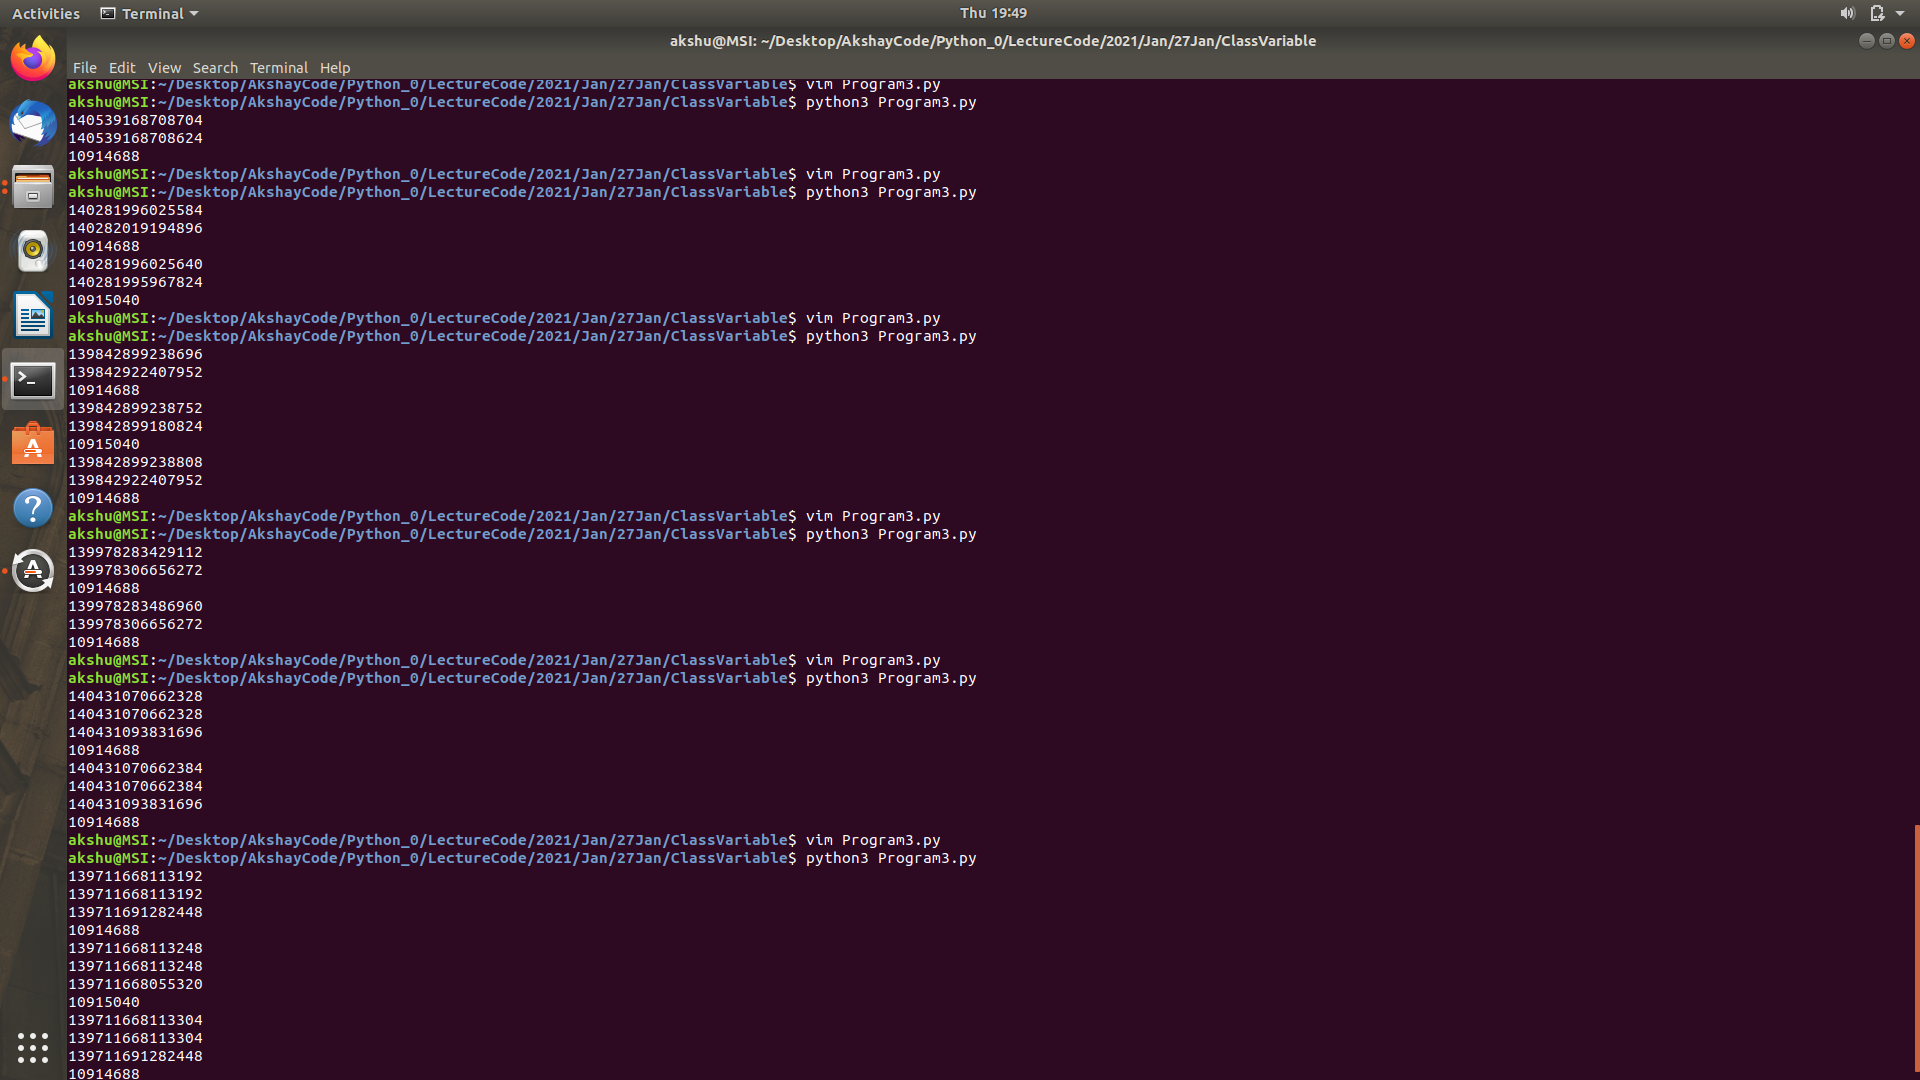 Activities
Terminal
Thu 19:49
akshu@MSI: ~/Desktop/AkshayCode/Python_0/LectureCode/2021/Jan/27Jan/ClassVariable
File Edit View Search Terminal Help
akshu@MSI:~/Desktop/AkshayCode/Python_0/LectureCode/2021/Jan/27Jan/ClassVariable$ vim Program3.py
akshu@MSI:~/Desktop/AkshayCode/Python_0/LectureCode/2021/Jan/27Jan/ClassVariable$ python3 Program3.py
140539168708704
140539168708624
10914688
akshu@MSI:~/Desktop/AkshayCode/Python_0/LectureCode/2021/Jan/27Jan/ClassVariable$ vim Program3.py
akshu@MSI:~/Desktop/AkshayCode/Python_0/LectureCode/2021/Jan/27Jan/ClassVariable$ python3 Program3.py
140281996025584
140282019194896
10914688
140281996025640
140281995967824
10915040
akshu@MSI:~/Desktop/AkshayCode/Python_0/LectureCode/2021/Jan/27Jan/ClassVariable$ vim Program3.py
akshu@MSI:~/Desktop/AkshayCode/Python_0/LectureCode/2021/Jan/27Jan/ClassVariable$ python3 Program3.py
139842899238696
139842922407952
10914688
139842899238752
139842899180824
10915040
139842899238808
139842922407952
10914688
akshu@MSI:~/Desktop/AkshayCode/Python_0/LectureCode/2021/Jan/27Jan/ClassVariable$ vim Program3.py
akshu@MSI:~/Desktop/AkshayCode/Python_0/LectureCode/2021/Jan/27Jan/ClassVariable$ python3 Program3.py
139978283429112
139978306656272
10914688
139978283486960
139978306656272
10914688
akshu@MSI:~/Desktop/AkshayCode/Python_0/LectureCode/2021/Jan/27Jan/ClassVariable$ vim Program3.py
akshu@MSI:~/Desktop/AkshayCode/Python_0/LectureCode/2021/Jan/27Jan/ClassVariable$ python3 Program3.py
140431070662328
140431070662328
140431093831696
10914688
140431070662384
140431070662384
140431093831696
10914688
akshu@MSI:~/Desktop/AkshayCode/Python_0/LectureCode/2021/Jan/27Jan/ClassVariable$ vim Program3.py
akshu@MSI:~/Desktop/AkshayCode/Python_0/LectureCode/2021/Jan/27Jan/ClassVariable$ python3 Program3.py
139711668113192
139711668113192
139711691282448
10914688
139711668113248
139711668113248
139711668055320
10915040
139711668113304
139711668113304
139711691282448
10914688